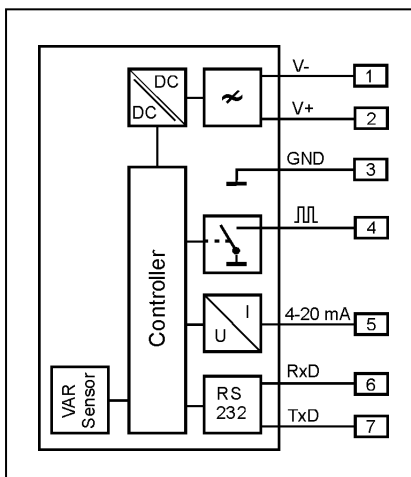 V- 1
DC
DC
V+ 2
GND 3
4
Controller
I
U
4-20 mA 5
RxD 6
VAR
Sensor
RS
232
TxD 7